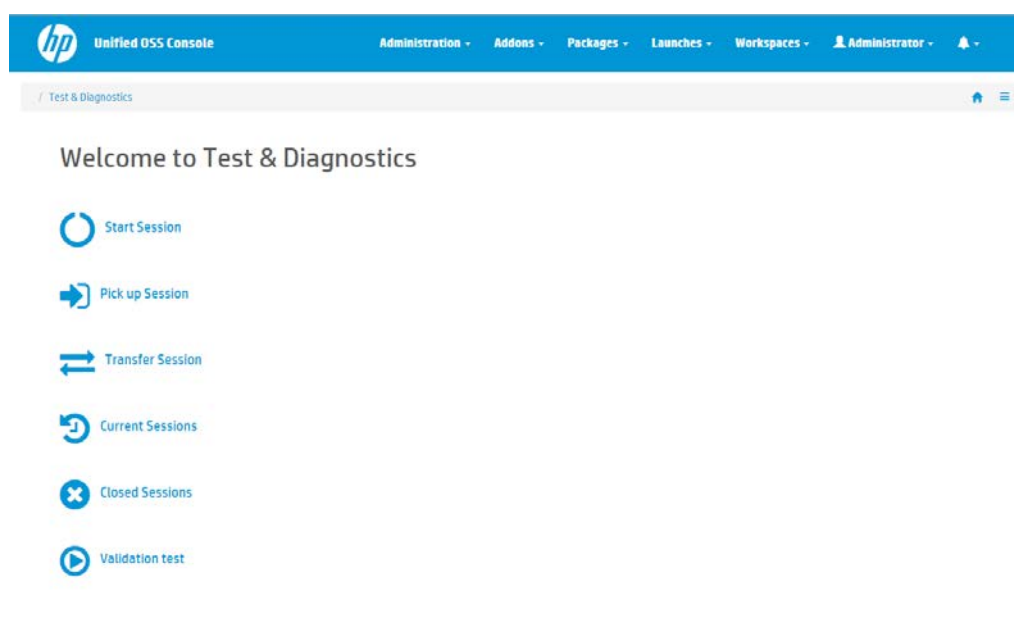 hp Unified OSS Console Administration Addons Packages Launches Workspaces Administrator
/ Test & Diagnostics
Welcome to Test & Diagnostics
Start Session
Pick up Session
Transfer Session
Current Sessions
Closed Sessions
Validation test